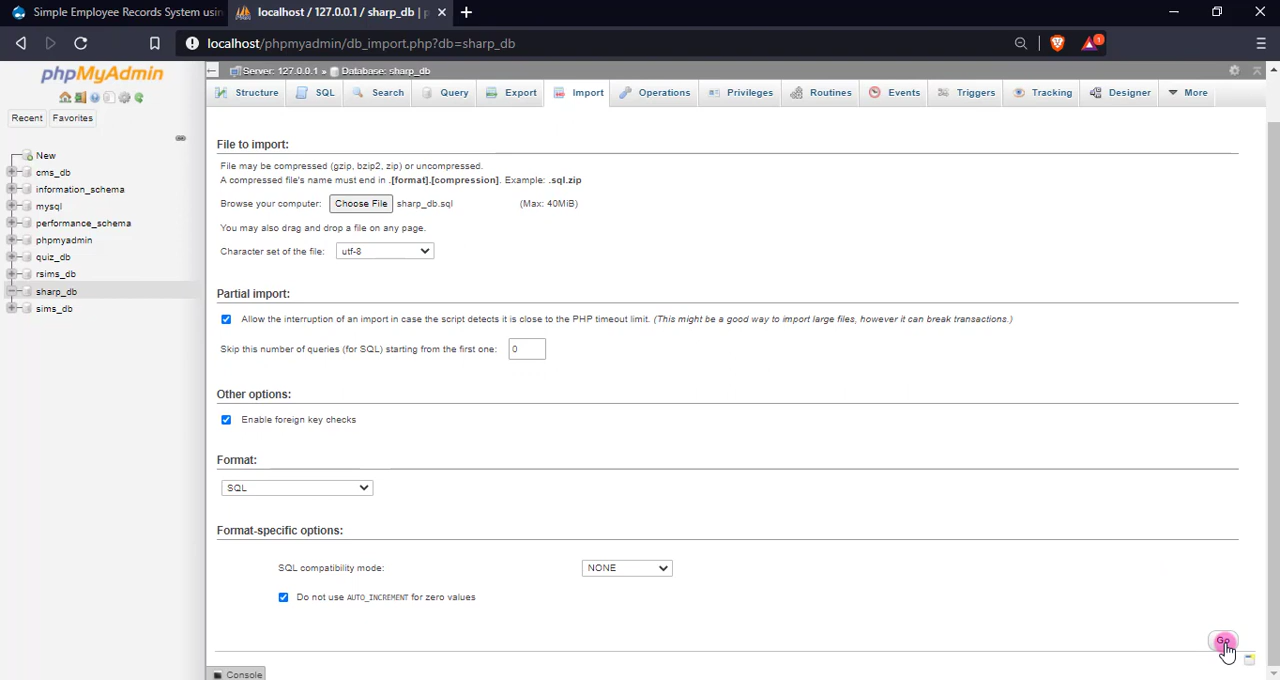 Simple Employee Records System usin
localhost / 127.0.0.1 / sharp_db | p
localhost/phpmyadmin/db_import.php?db=sharp_db
1
phpMyAdmin
Recent
Favorites
New
cms_db
information_schema
mysql
performance_schema
phpmyadmin
quiz_db
rsims_db
sharp_db
sims_db
Server: 127.0.0.1 » Database: sharp_db
Structure
SQL
Search
Query
Export
Import
Operations
Privileges
Routines
Events
Triggers
Tracking
Designer
More
File to import:
File may be compressed (gzip, bzip2, zip) or uncompressed.
A compressed file's name must end in .[format].[compression]. Example: .sql.zip
Browse your computer: Choose File sharp_db.sql (Max: 40MiB)
You may also drag and drop a file on any page.
Character set of the file: utf-8
Partial import:
Allow the interruption of an import in case the script detects it is close to the PHP timeout limit. (This might be a good way to import large files, however it can break transactions.)
Skip this number of queries (for SQL) starting from the first one: 0
Other options:
Enable foreign key checks
Format:
SQL
Format-specific options:
SQL compatibility mode: NONE
Do not use AUTO_INCREMENT for zero values
Go
Console